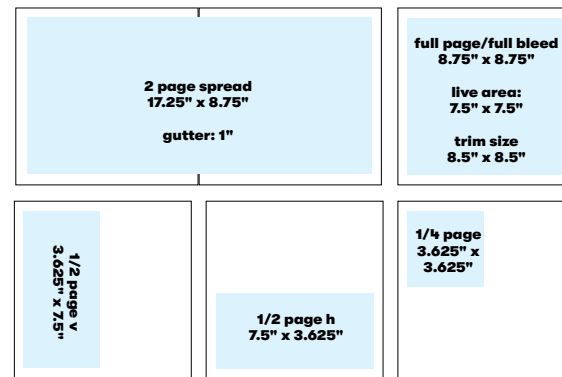 2 page spread
17.25" x 8.75"
gutter: 1"
full page/full bleed
8.75" x 8.75"
live area:
7.5" x 7.5"
trim size
8.5" x 8.5"
1/2 page v
3.625" x 7.5"
1/2 page h
7.5" x 3.625"
1/4 page
3.625" x
3.625"